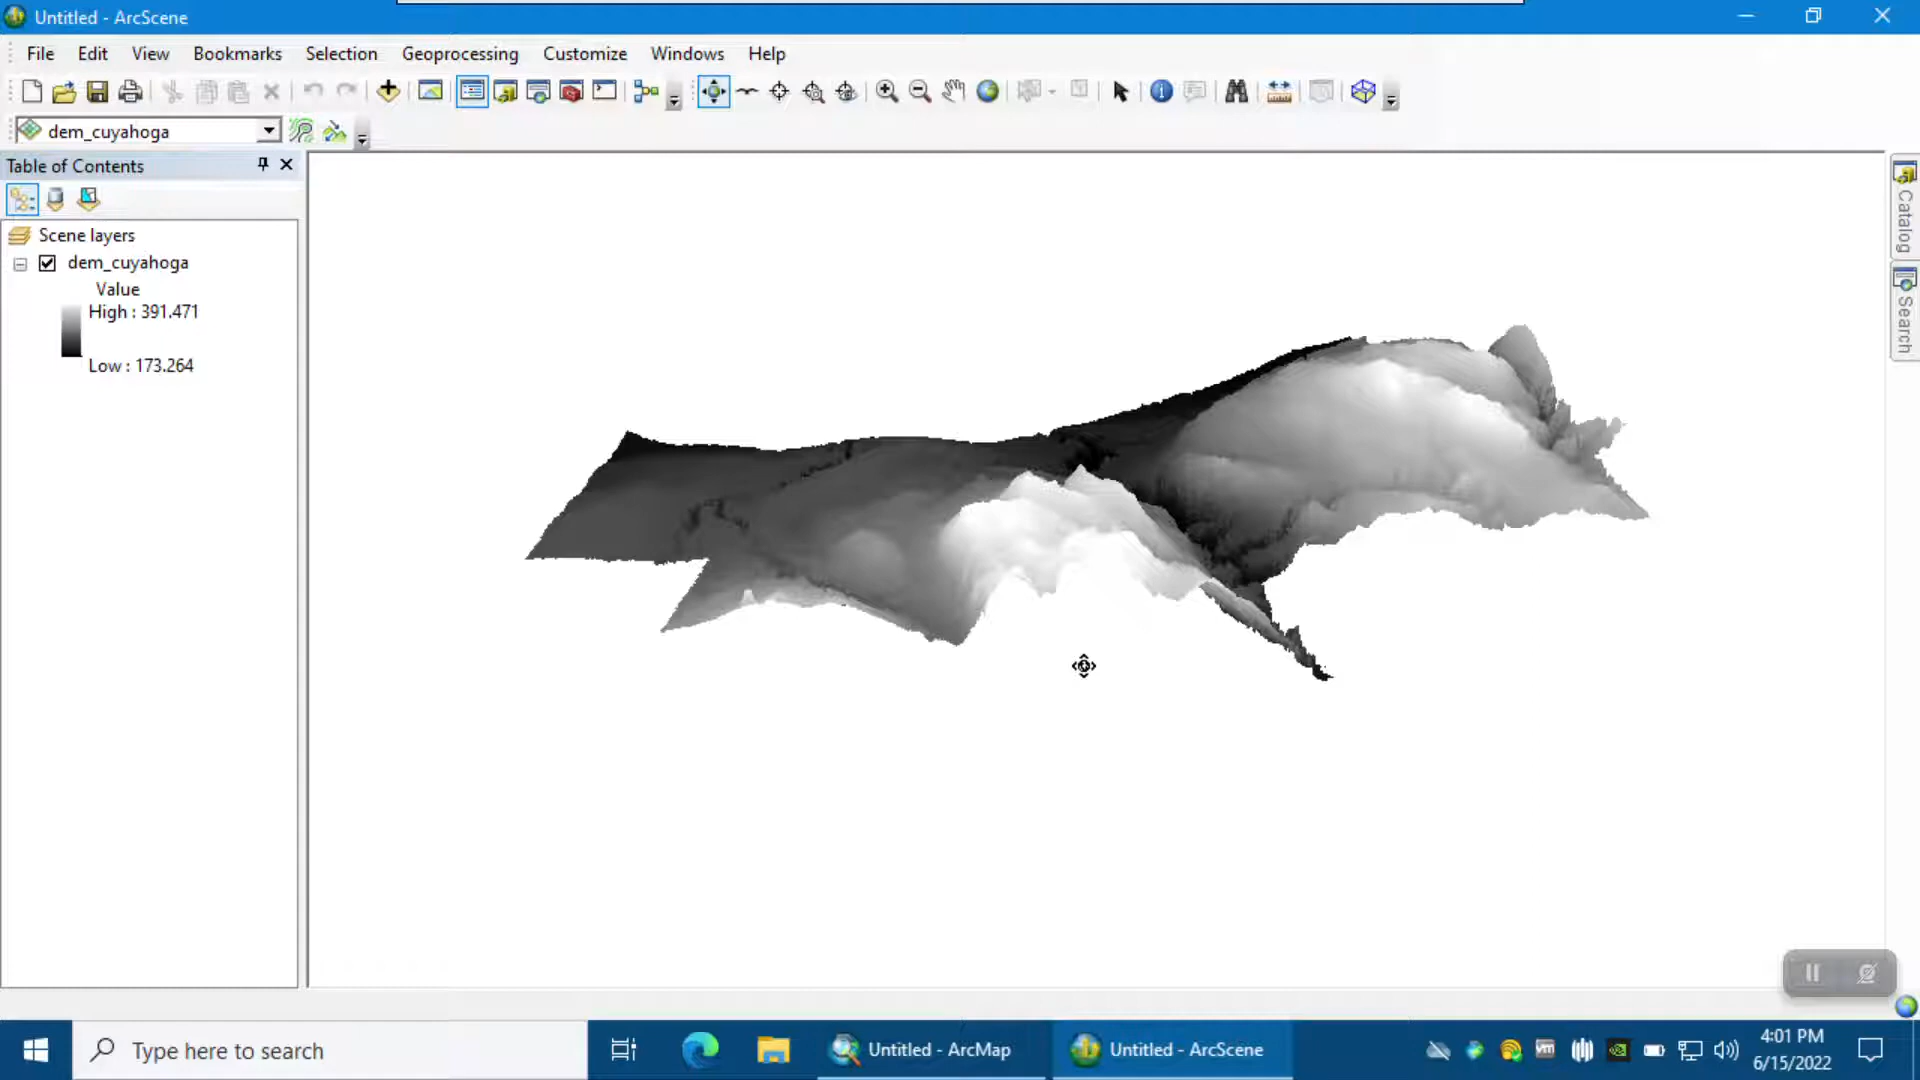 Untitled - ArcScene
File Edit View Bookmarks Selection Geoprocessing Customize Windows Help
dem_cuyahoga
Table of Contents
Scene layers
dem_cuyahoga
Value
High : 391.471
Low : 173.264
Catalog
Search
Type here to search
Untitled - ArcMap
Untitled - ArcScene
vm
4:01 PM
6/15/2022